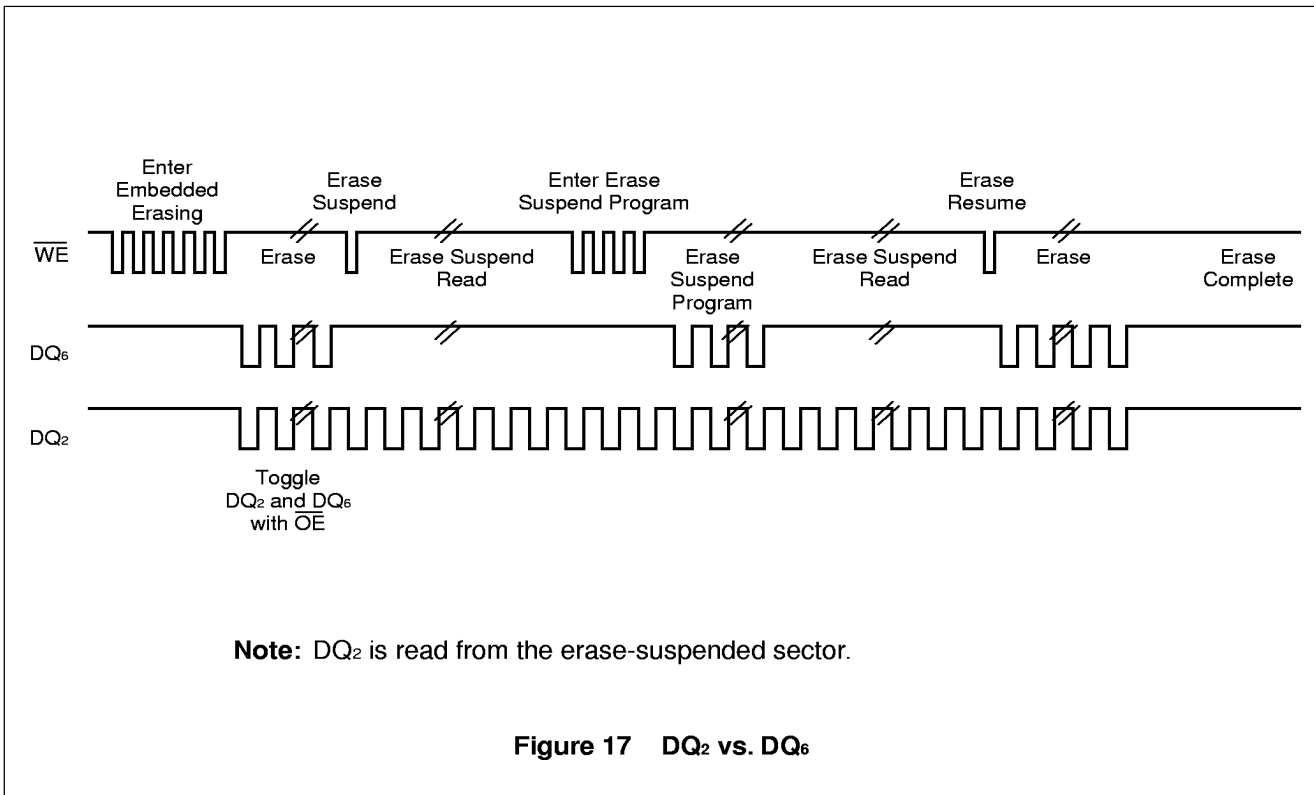 Enter
Embedded
Erasing
Erase
Suspend
Enter Erase
Suspend Program
Erase
Resume
WE
Erase
Erase Suspend
Read
Erase
Suspend
Program
Erase Suspend
Read
Erase
Erase
Complete
DQ6
DQ2
Toggle
DQ2 and DQ6
with OE
Note: DQ2 is read from the erase-suspended sector.
Figure 17 DQ2 vs. DQ6